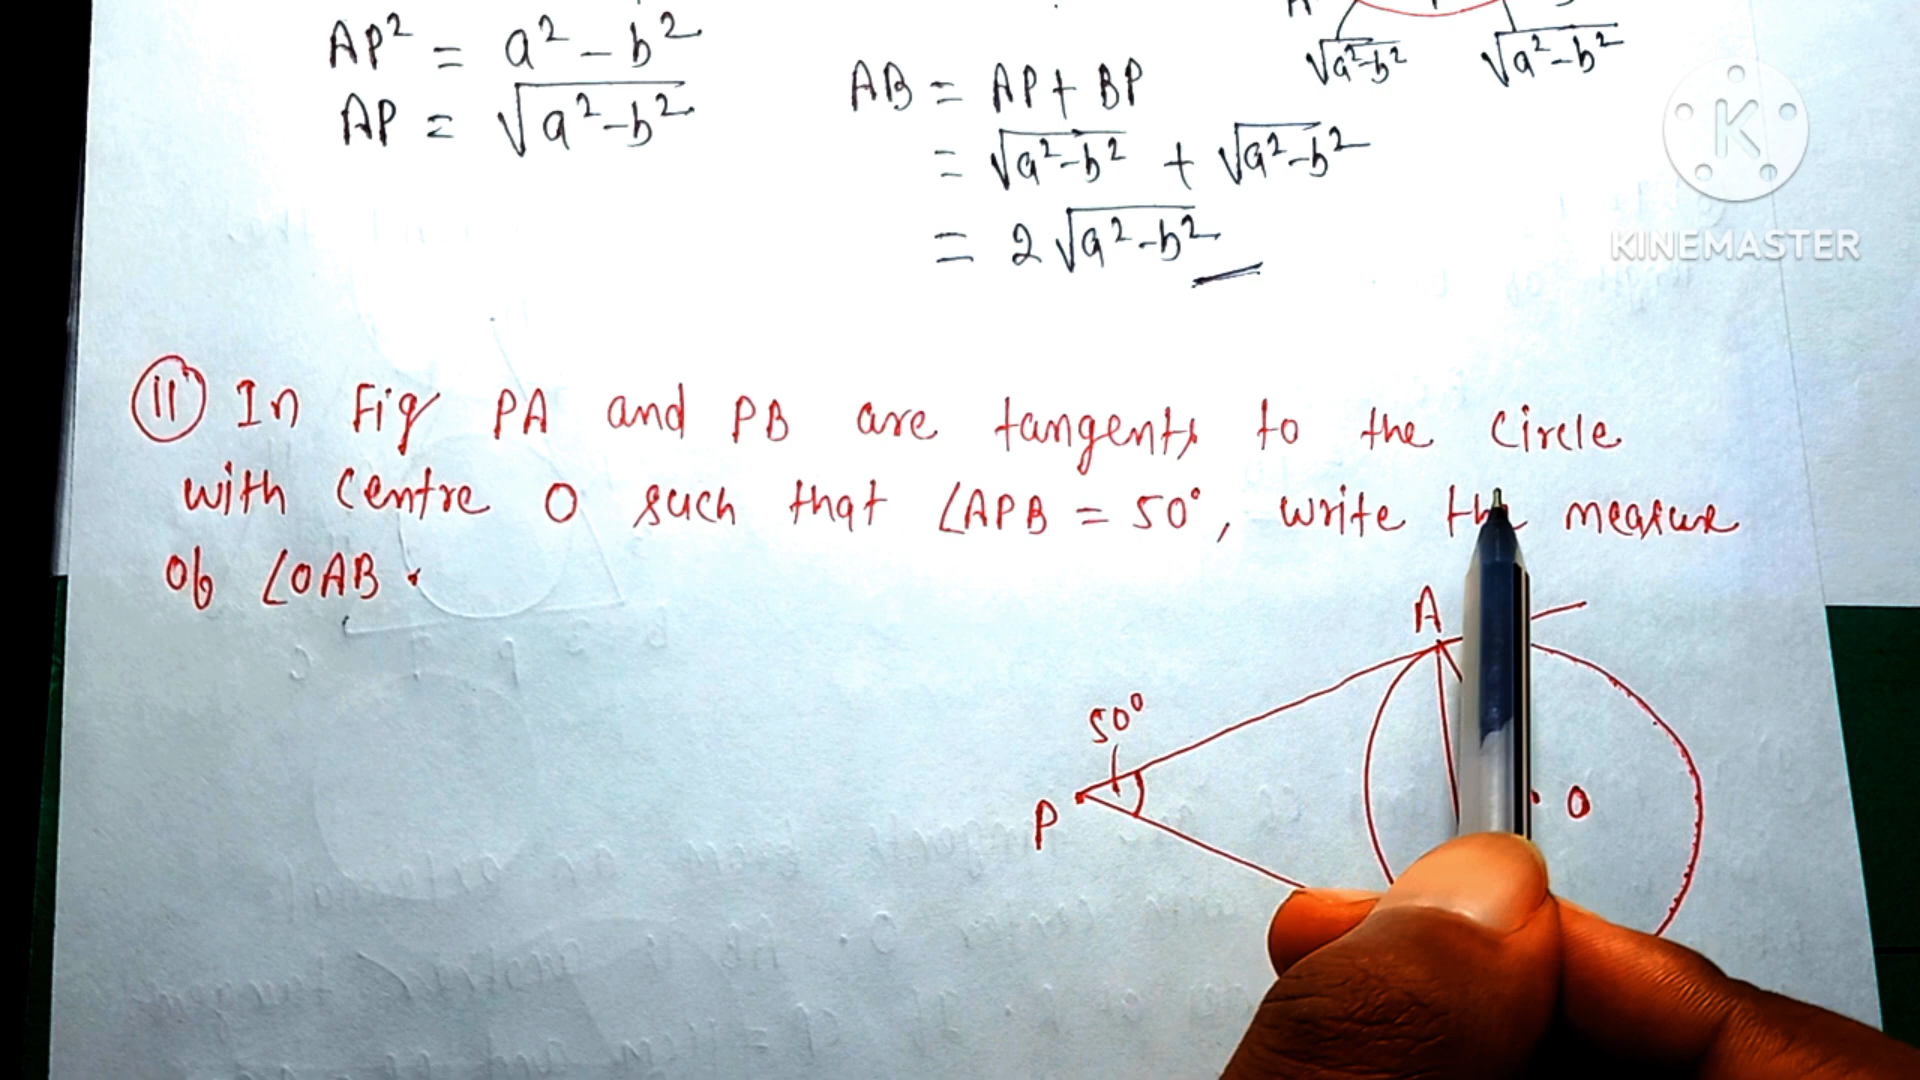 AP² = a² - b²
AP = √a²-b²
AB = AP + BP
= √a²-b² + √a²-b²
= 2√a²-b²
√a²-b² √a²-b²
K
KINEMASTER
11 In Fig PA and PB are tangents to the circle
with centre O such that ∠APB = 50°, write the measure
of ∠OAB.
A
50°
P
O